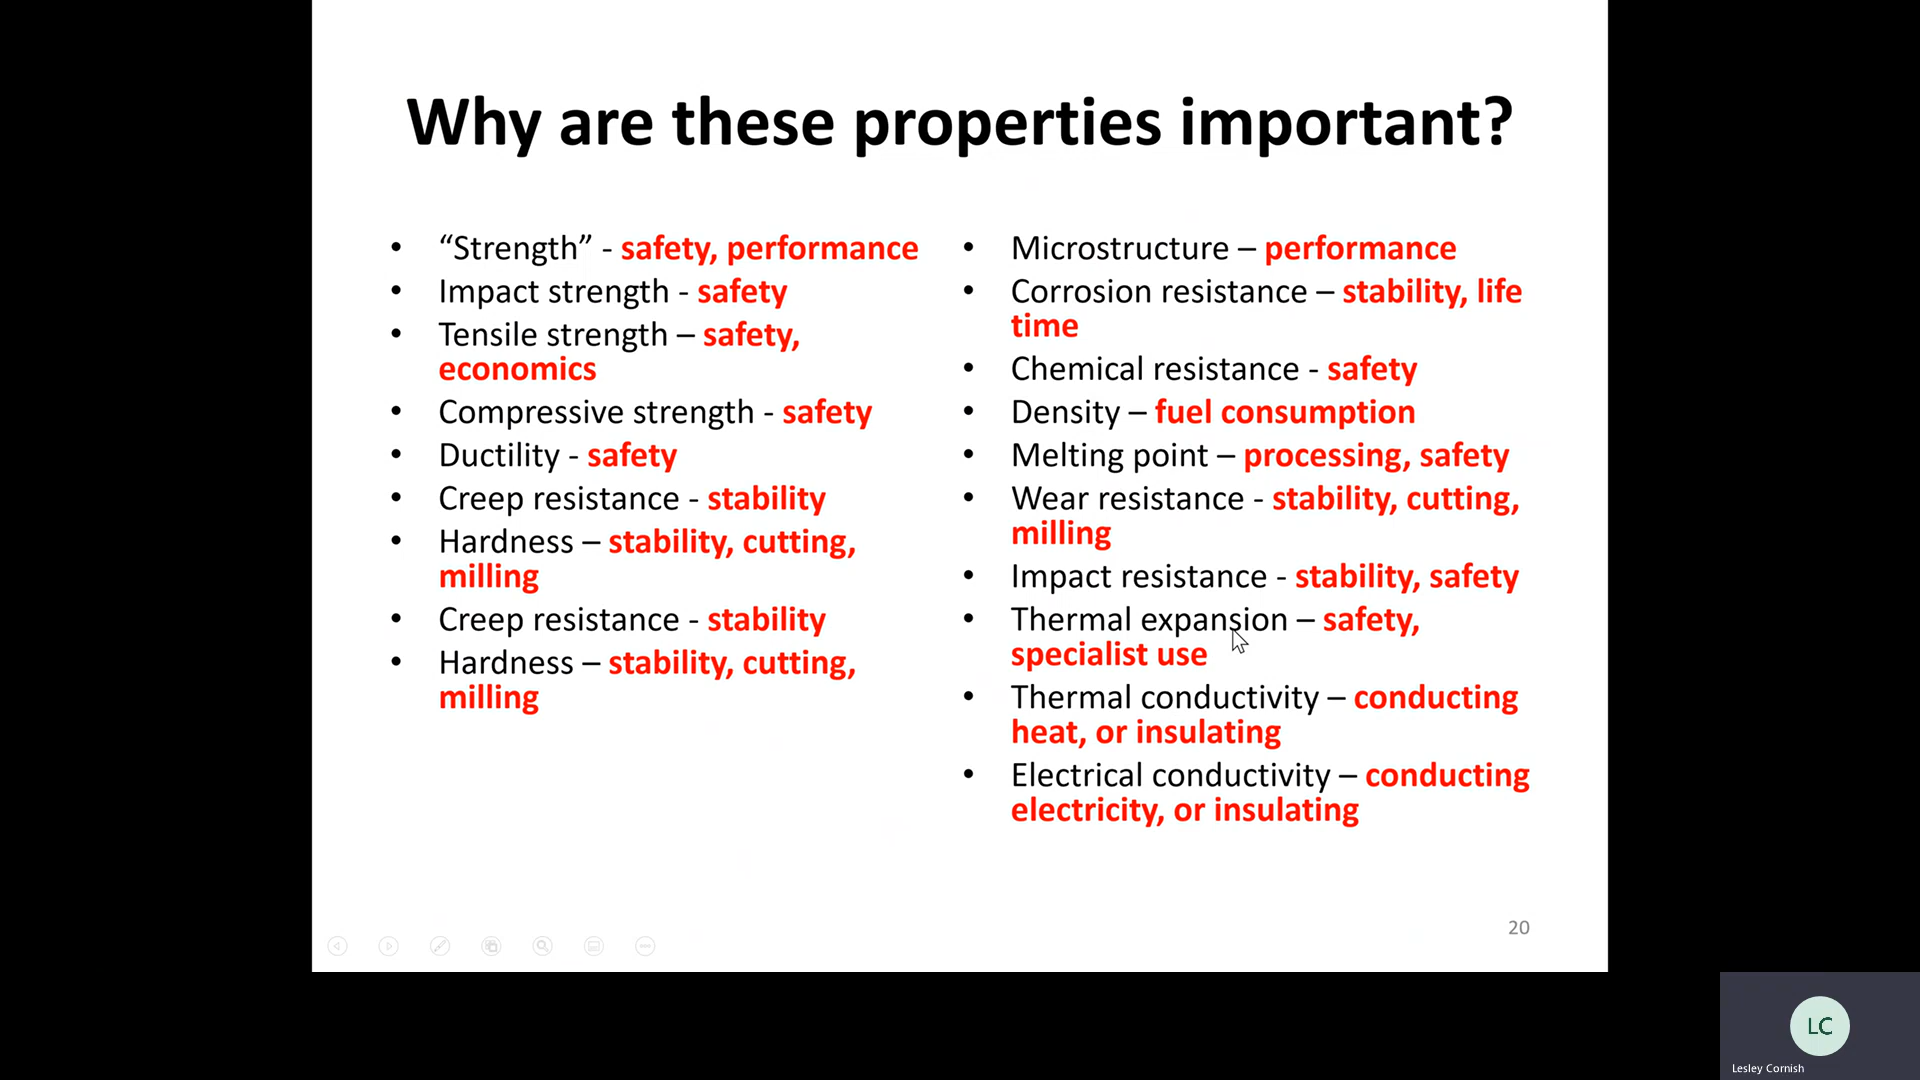 Why are these properties important?
• “Strength” - safety, performance
• Impact strength - safety
• Tensile strength – safety,
economics
• Compressive strength - safety
• Ductility - safety
• Creep resistance - stability
• Hardness – stability, cutting,
milling
• Creep resistance - stability
• Hardness – stability, cutting,
milling
• Microstructure – performance
• Corrosion resistance – stability, life
time
• Chemical resistance - safety
• Density – fuel consumption
• Melting point – processing, safety
• Wear resistance - stability, cutting,
milling
• Impact resistance - stability, safety
• Thermal expansion – safety,
specialist use
• Thermal conductivity – conducting
heat, or insulating
• Electrical conductivity – conducting
electricity, or insulating
20
LC
Lesley Cornish